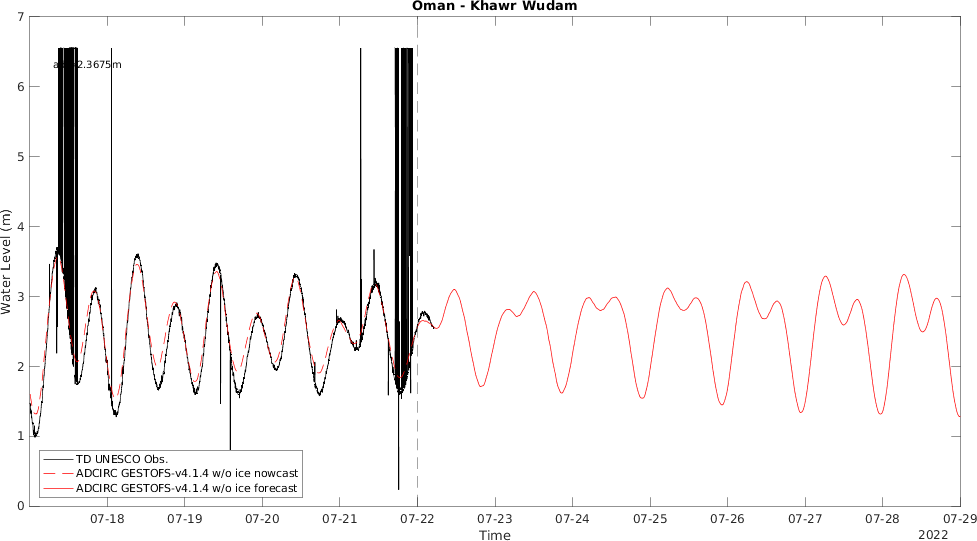 Oman - Khawr Wudam
7
6
5
4
3
2
1
0
Water Level (m)
2.3675m
TD UNESCO Obs.
ADCIRC GESTOFS-v4.1.4 w/o ice nowcast
ADCIRC GESTOFS-v4.1.4 w/o ice forecast
07-18 07-19 07-20 07-21 07-22 07-23 07-24 07-25 07-26 07-27 07-28 07-29
Time
2022